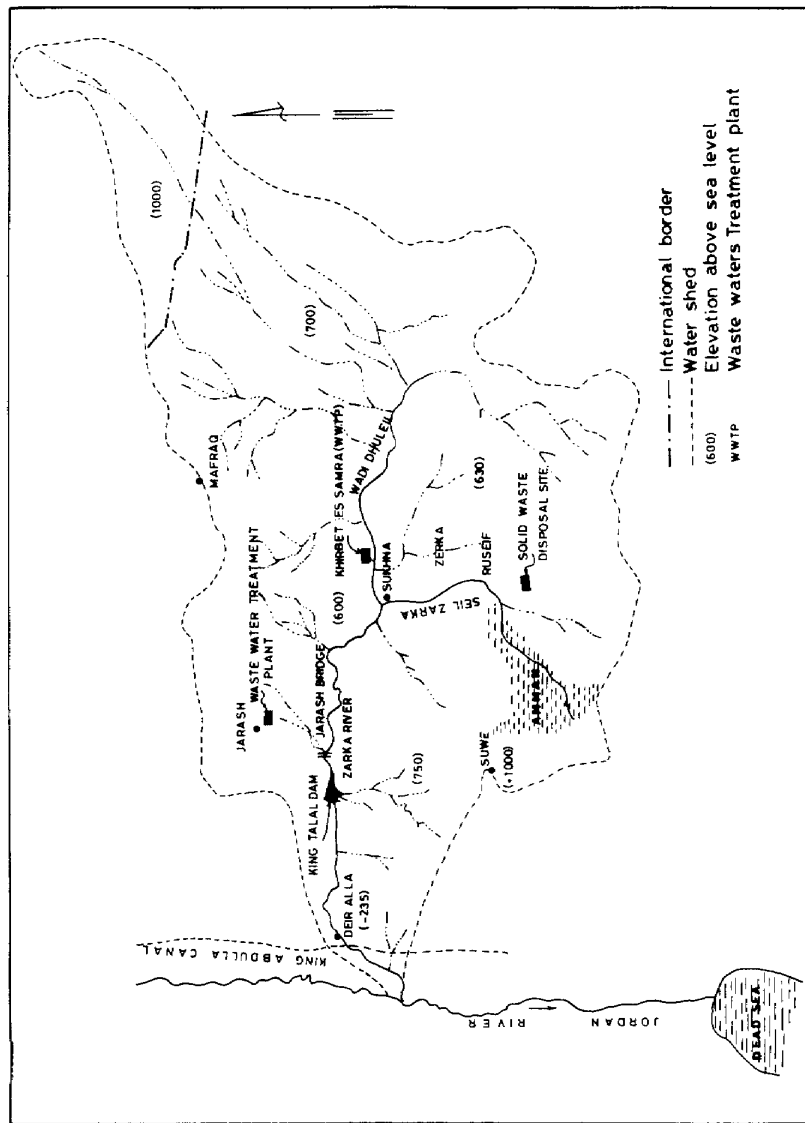 (1000)
(700)
MAFRAQ
JARASH
WASTE WATER TREATMENT
PLANT
KHIRBET ES SAMRA (WWTP)
WADI DHULEIL
(600)
SUKHNA
ZERKA
(630)
RUSEIF
SOLID WASTE
DISPOSAL SITE
SEIL ZARKA
AMMAN
JARASH BRIDGE
ZARKA RIVER
KING TALAL DAM
(750)
SUWE
(+1000)
DEIR ALLA
(-235)
KING ABDULLA CANAL
JORDAN
RIVER
DEAD SEA
International border
Water shed
(600) Elevation above sea level
WWTP Waste waters Treatment plant